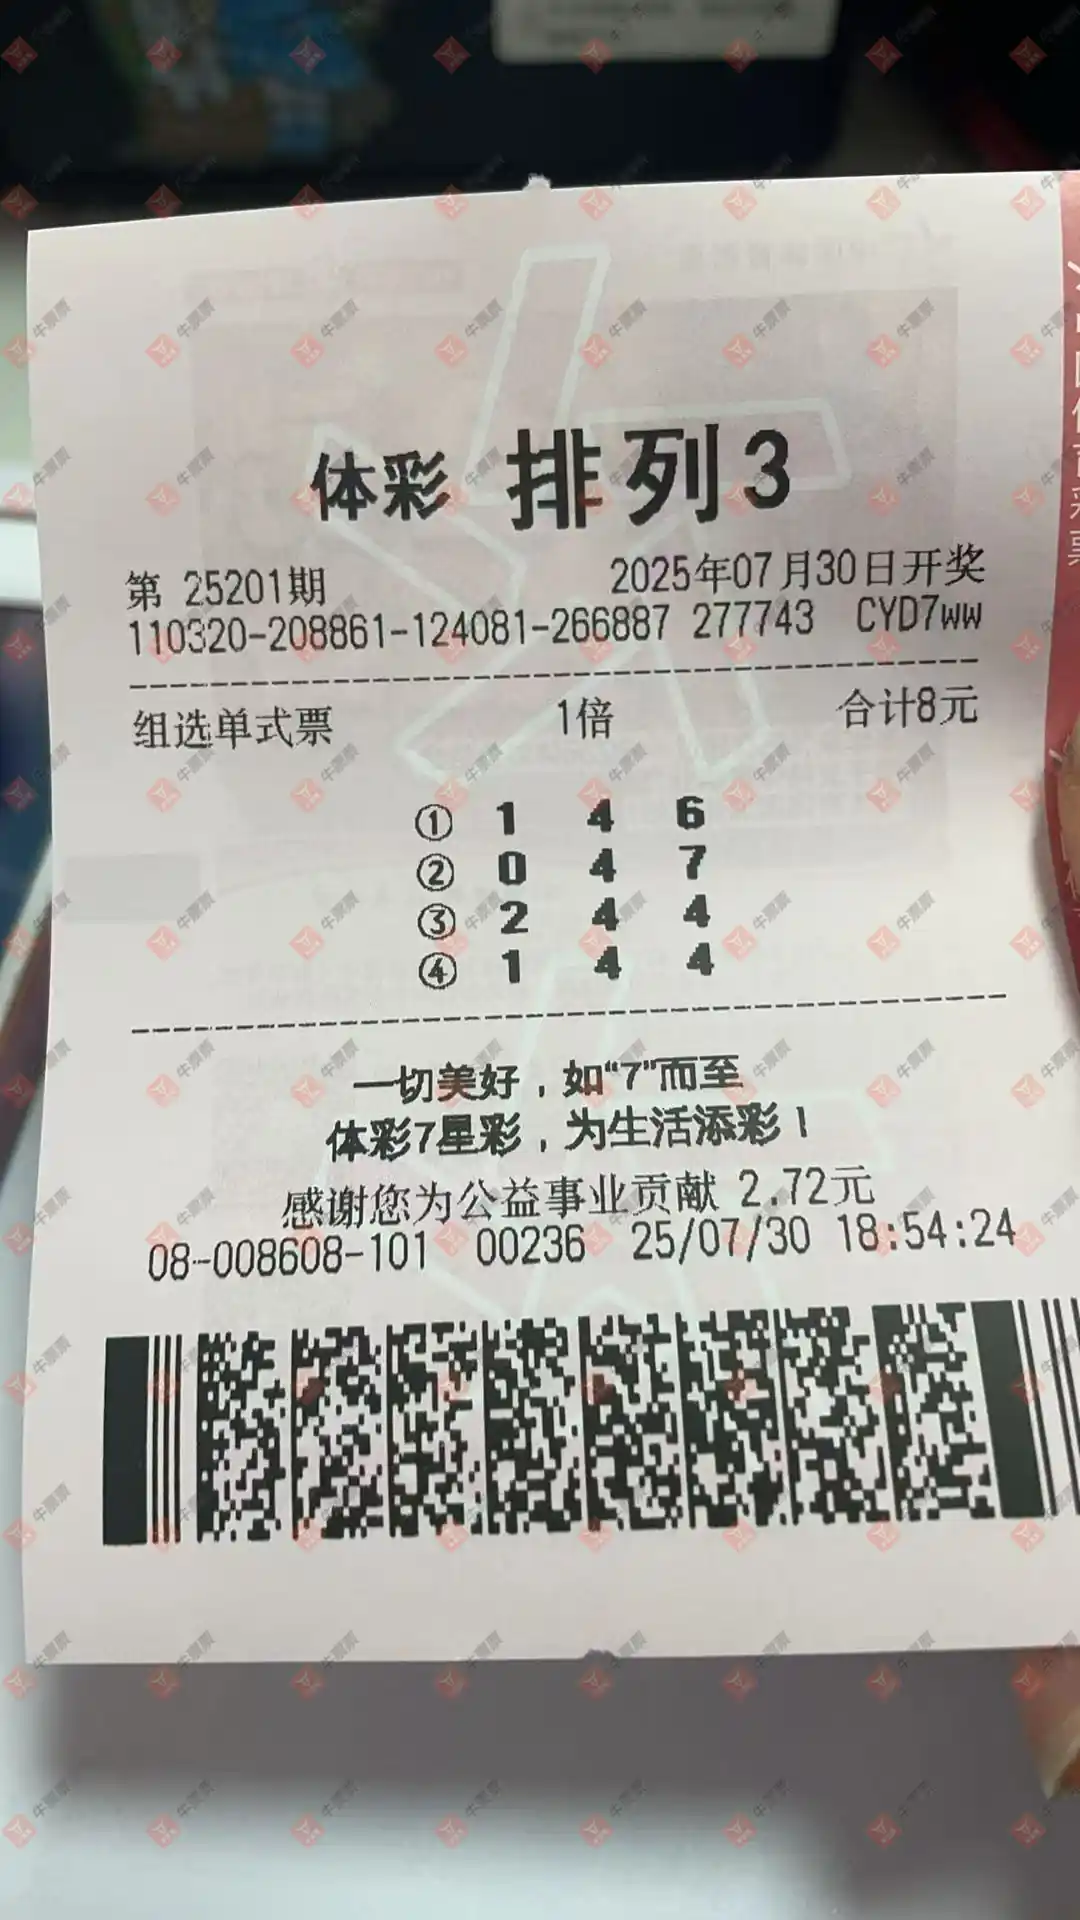 体彩 排列3
第 25201期 2025年07月30日开奖
110320-208861-124081-266887 277743 CYD7ww
组选单式票 1倍 合计8元
① 1 4 6
② 0 4 7
③ 2 4 4
④ 1 4 4
一切美好，如“7”而至
体彩7星彩，为生活添彩！
感谢您为公益事业贡献 2.72元
08-008608-101 00236 25/07/30 18:54:24
牛票票